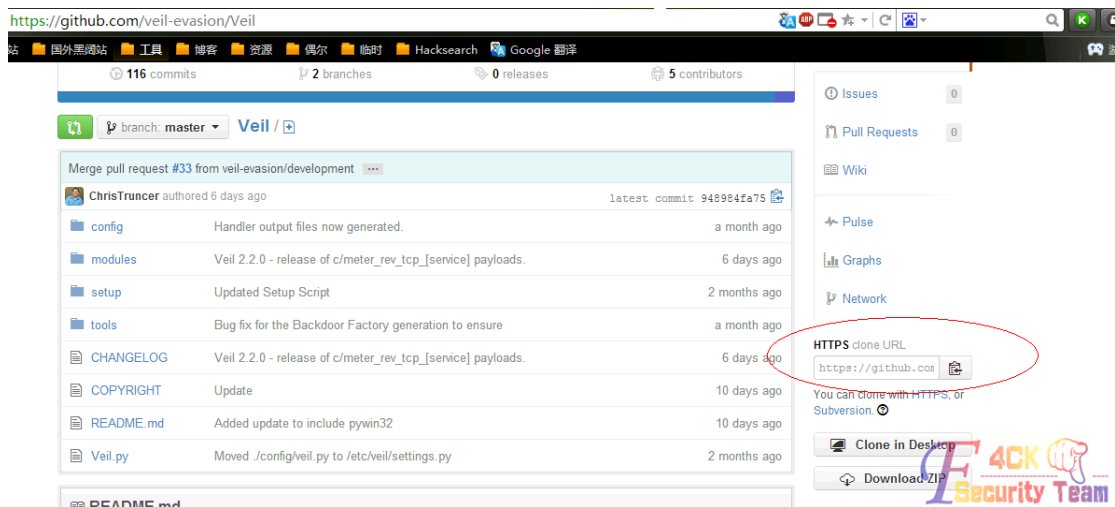 https://github.com/veil-evasion/Veil
站 国外黑阔站 工具 博客 资源 偶尔 临时 Hacksearch Google 翻译 游
116 commits 2 branches 0 releases 5 contributors
Issues 0
branch: master Veil /
Pull Requests 0
Merge pull request #33 from veil-evasion/development ...
Wiki
ChrisTruncer authored 6 days ago latest commit 948984fa75
config Handler output files now generated. a month ago
Pulse
modules Veil 2.2.0 - release of c/meter_rev_tcp_[service] payloads. 6 days ago
Graphs
setup Updated Setup Script 2 months ago
Network
tools Bug fix for the Backdoor Factory generation to ensure a month ago
HTTPS clone URL
CHANGELOG Veil 2.2.0 - release of c/meter_rev_tcp_[service] payloads. 6 days ago
https://github.com
COPYRIGHT Update 10 days ago
You can clone with HTTPS, or
Subversion.
README.md Added update to include pywin32 10 days ago
Clone in Desktop
Veil.py Moved ./config/veil.py to /etc/veil/settings.py 2 months ago
Download ZIP
README.md
F4CK
Security Team